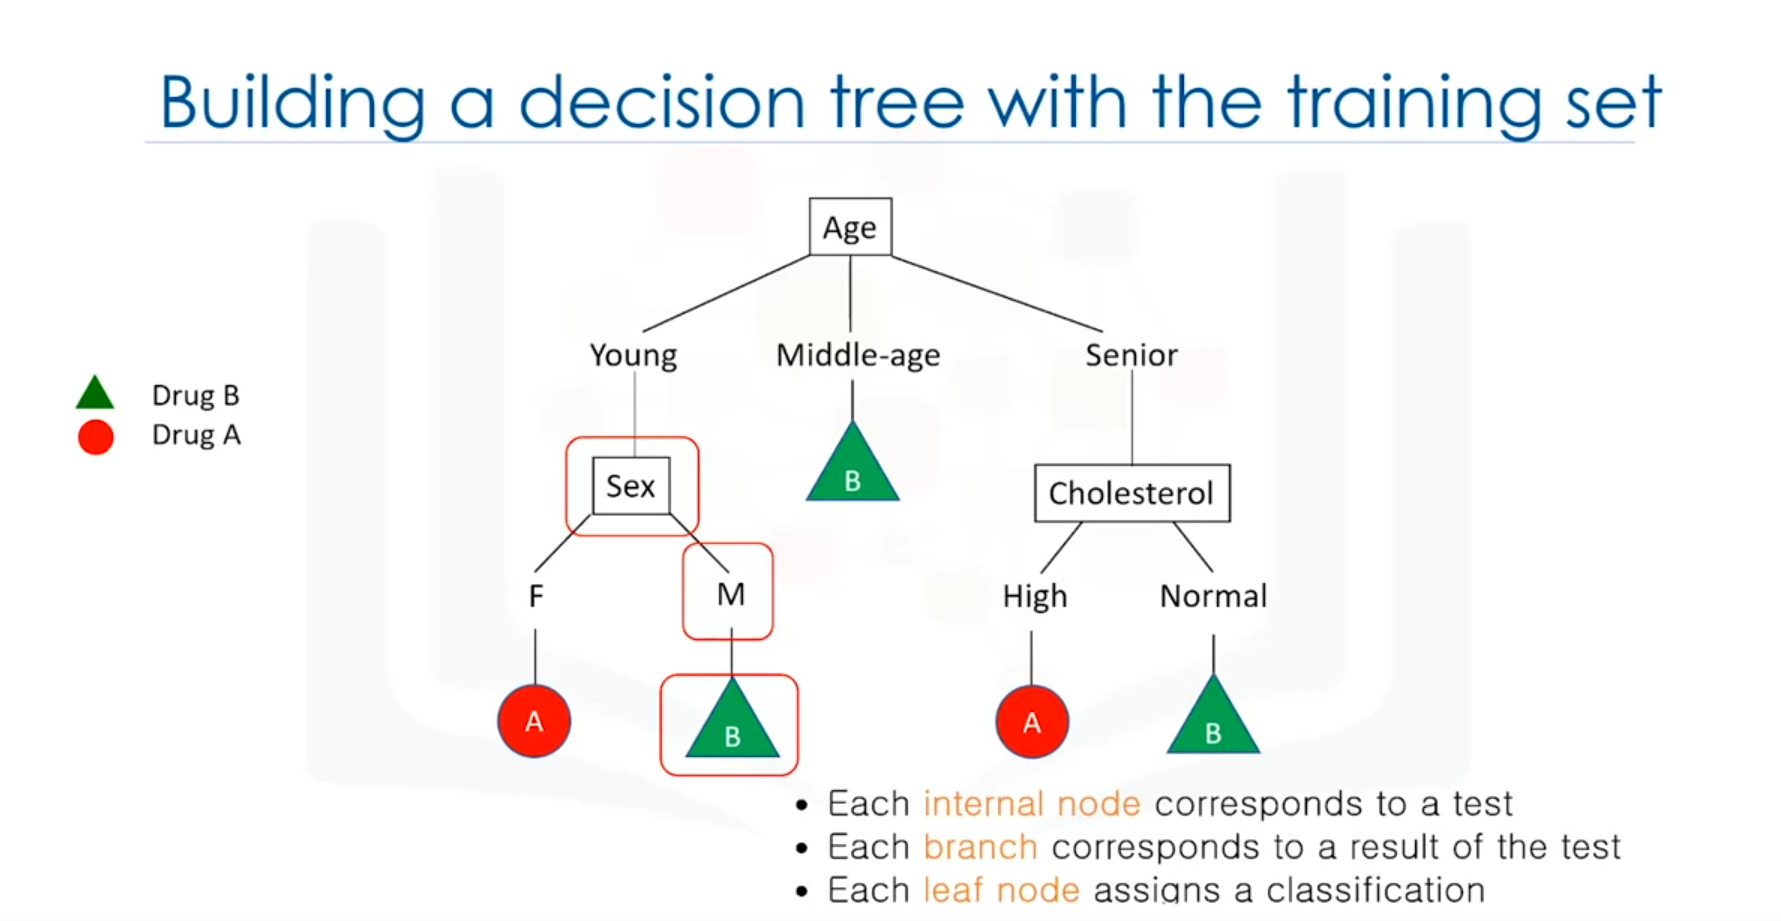 Building a decision tree with the training set
Age
Young Middle-age Senior
Drug B
Drug A
Sex
B
Cholesterol
F
M
High
Normal
A
B
A
B
• Each internal node corresponds to a test
• Each branch corresponds to a result of the test
• Each leaf node assigns a classification